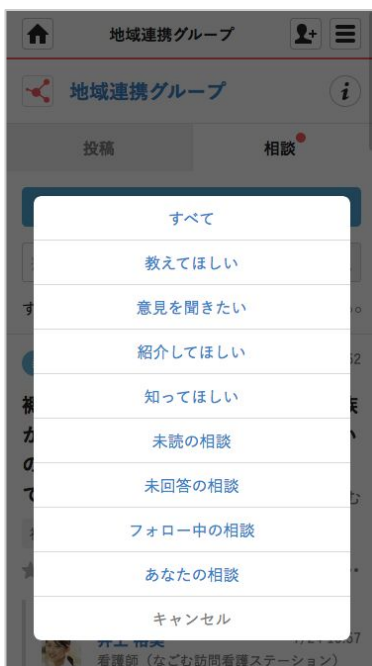 地域連携グループ
地域連携グループ
i
投稿
相談
すべて
教えてほしい
意見を聞きたい
紹介してほしい
知ってほしい
未読の相談
未回答の相談
フォロー中の相談
あなたの相談
キャンセル
看護師（なごむ訪問看護ステーション）